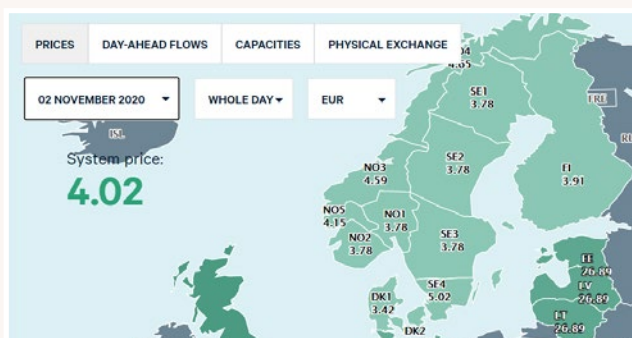 PRICES
DAY-AHEAD FLOWS
CAPACITIES
PHYSICAL EXCHANGE
02 NOVEMBER 2020
WHOLE DAY
EUR
System price:
4.02
4.65
SE1
3.78
FRE
ISL
SE2
3.78
NO3
4.59
FI
3.91
NO5
4.15
NO1
3.78
NO2
3.78
SE3
3.78
EE
26.89
SE4
5.02
LV
26.89
DK1
3.42
LT
26.89
DK2